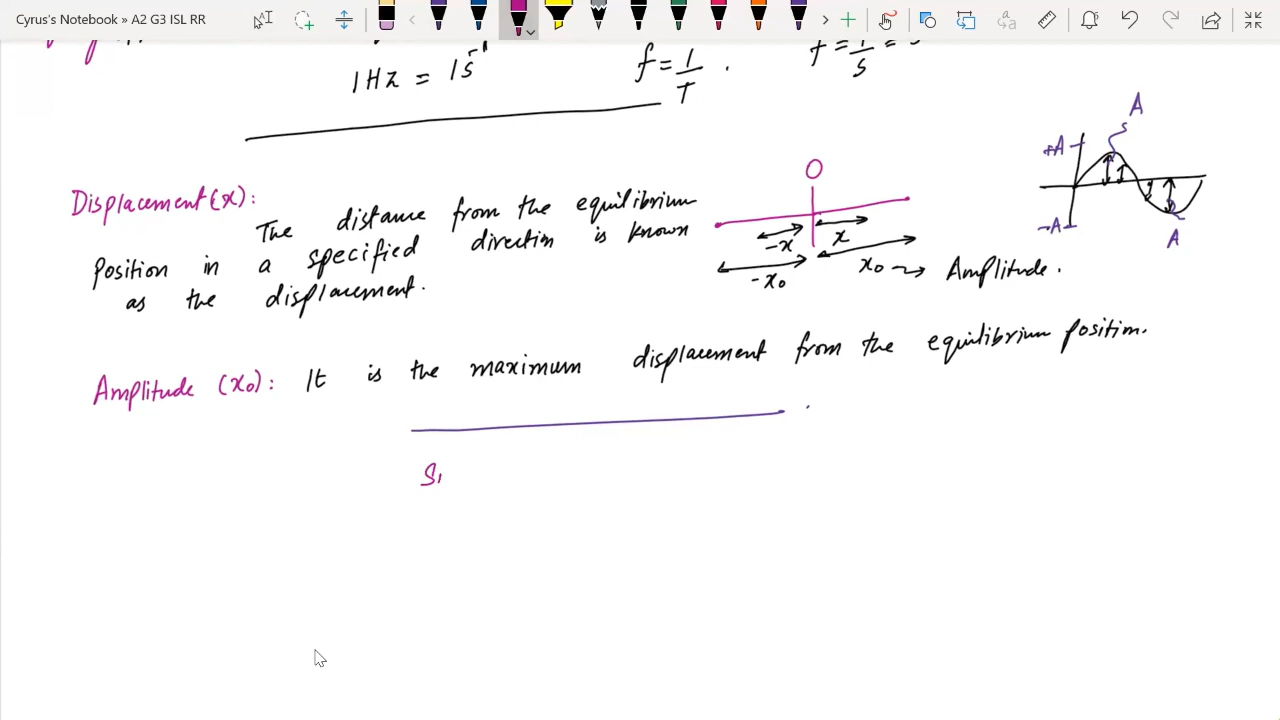 Cyrus's Notebook » A2 G3 ISL RR
1Hz = 1s⁻¹
f = 1/T .
f = 1/s =
Displacement (x):
The distance from the equilibrium
position in a specified direction is known
as the displacement.
O
-x x
-x₀ x₀ → Amplitude.
A
+A
-A
A
Amplitude (x₀): It is the maximum displacement from the equilibrium position.